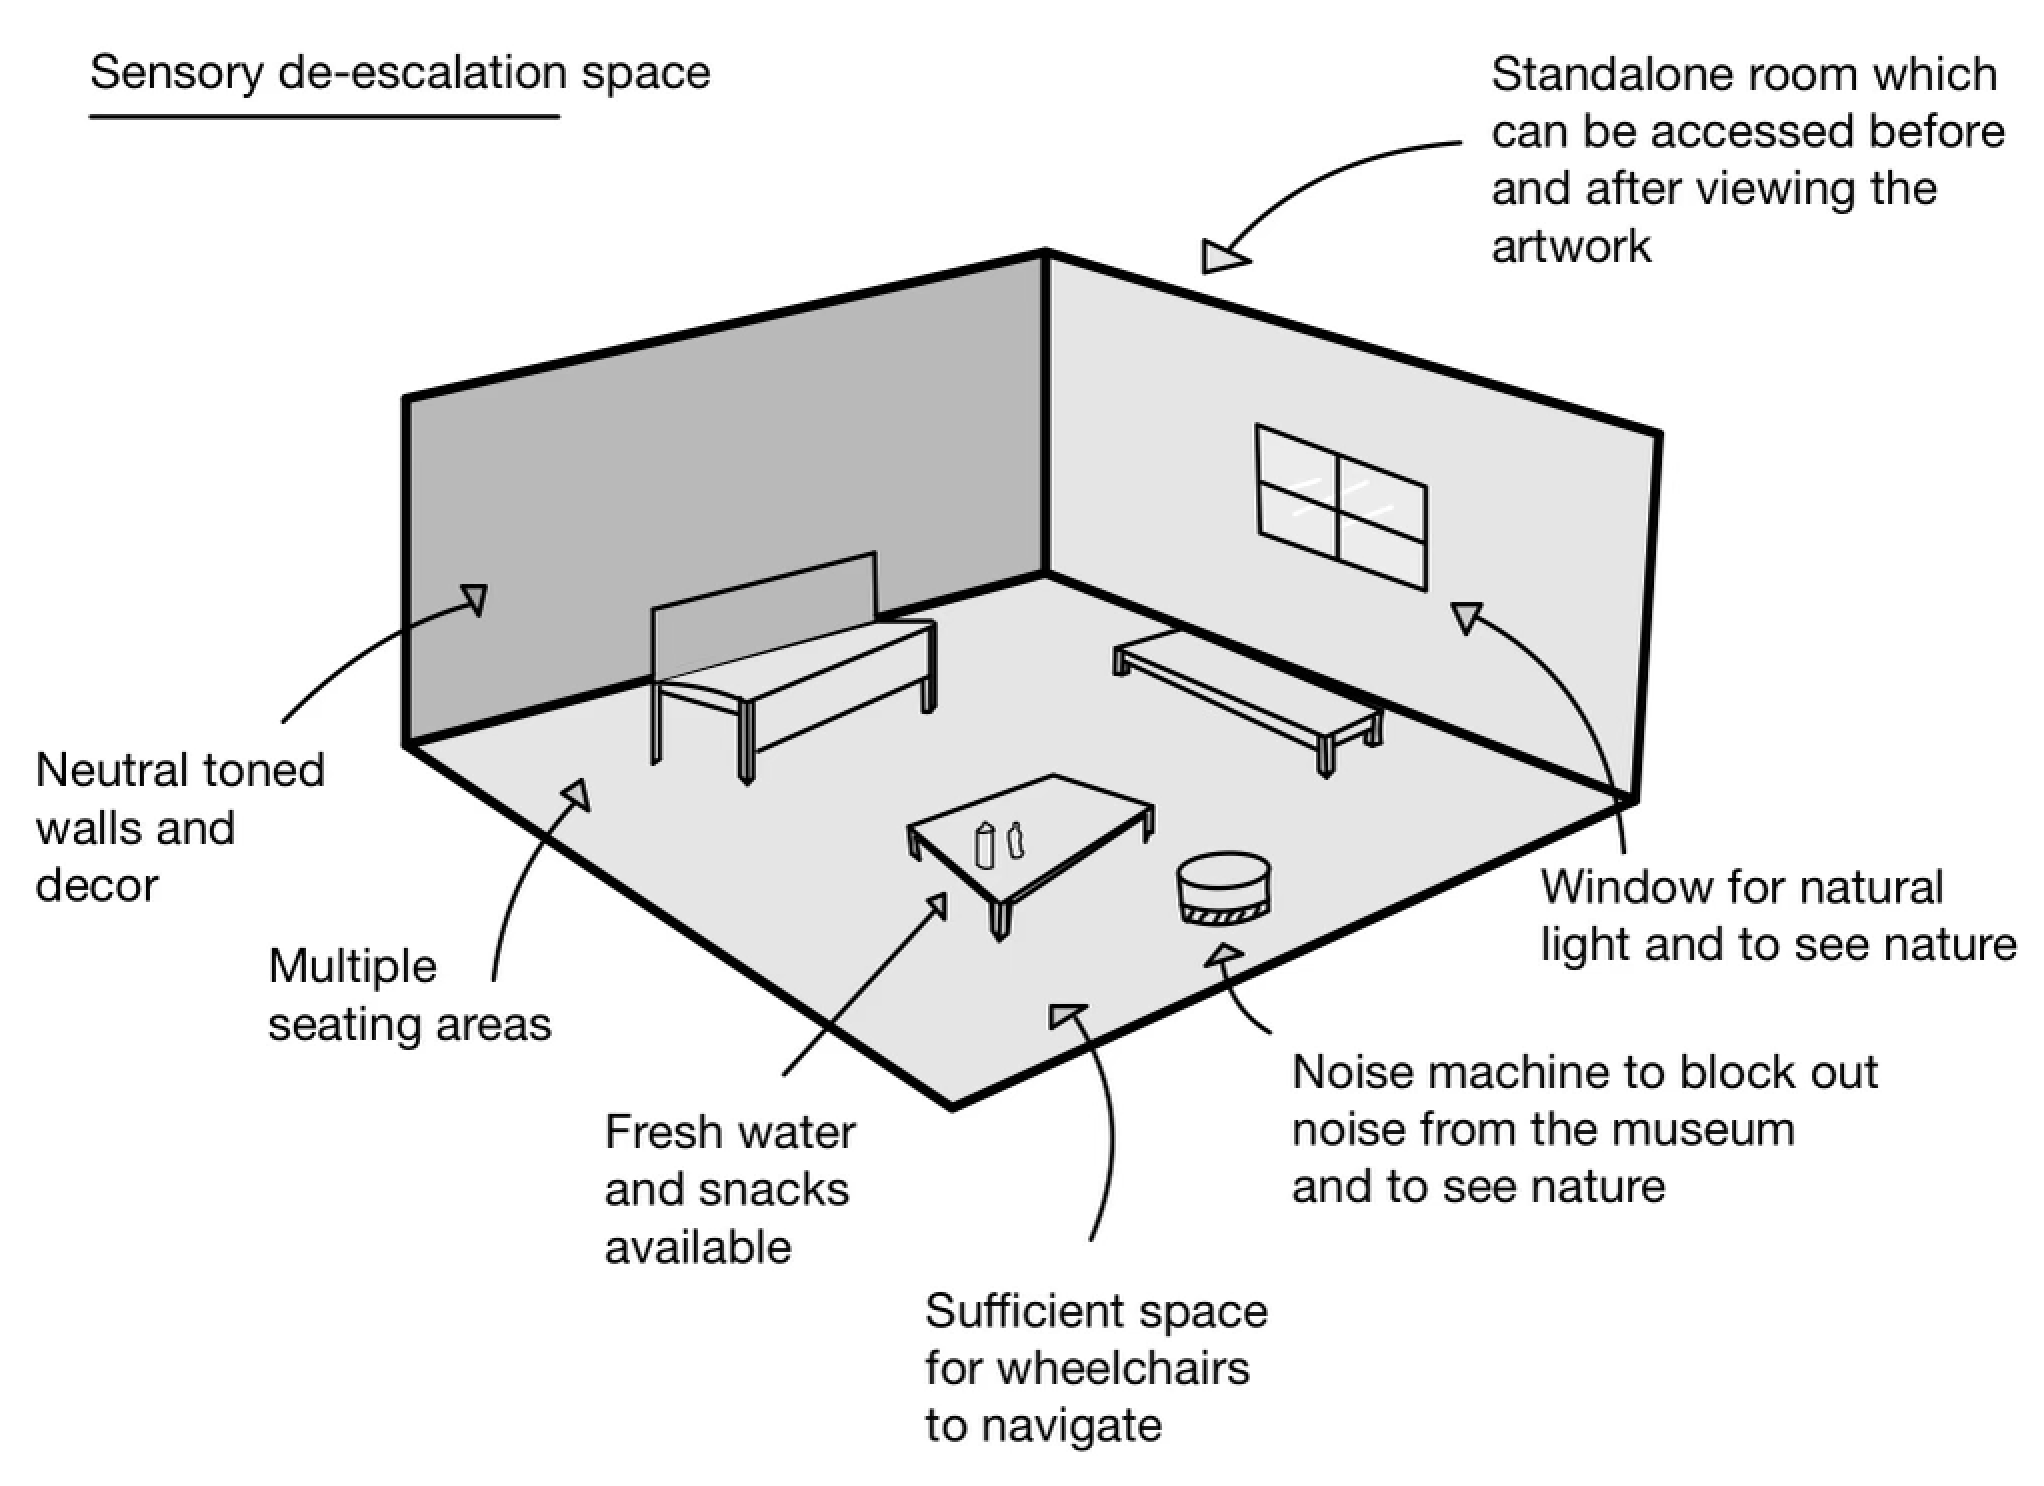 Sensory de-escalation space
Standalone room which
can be accessed before
and after viewing the
artwork
Neutral toned
walls and
decor
Multiple
seating areas
Fresh water
and snacks
available
Sufficient space
for wheelchairs
to navigate
Noise machine to block out
noise from the museum
and to see nature
Window for natural
light and to see nature